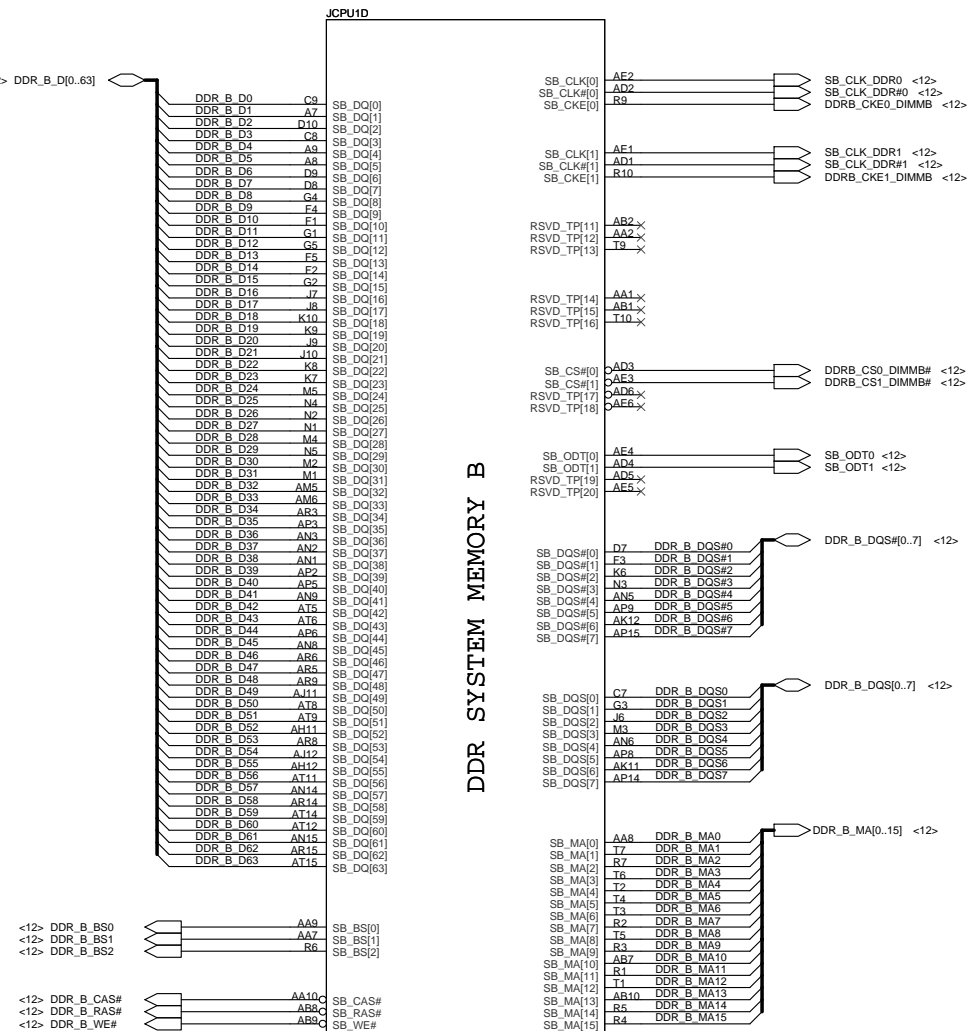 JCPU1D
DDR_B_D[0..63]
DDR_B_D0 C9 SB_DQ[0]
DDR_B_D1 A7 SB_DQ[1]
DDR_B_D2 D10 SB_DQ[2]
DDR_B_D3 C8 SB_DQ[3]
DDR_B_D4 A9 SB_DQ[4]
DDR_B_D5 A8 SB_DQ[5]
DDR_B_D6 D9 SB_DQ[6]
DDR_B_D7 D8 SB_DQ[7]
DDR_B_D8 G4 SB_DQ[8]
DDR_B_D9 F4 SB_DQ[9]
DDR_B_D10 F1 SB_DQ[10]
DDR_B_D11 G1 SB_DQ[11]
DDR_B_D12 G5 SB_DQ[12]
DDR_B_D13 F5 SB_DQ[13]
DDR_B_D14 F2 SB_DQ[14]
DDR_B_D15 G2 SB_DQ[15]
DDR_B_D16 J7 SB_DQ[16]
DDR_B_D17 J8 SB_DQ[17]
DDR_B_D18 K10 SB_DQ[18]
DDR_B_D19 K9 SB_DQ[19]
DDR_B_D20 J9 SB_DQ[20]
DDR_B_D21 J10 SB_DQ[21]
DDR_B_D22 K8 SB_DQ[22]
DDR_B_D23 K7 SB_DQ[23]
DDR_B_D24 M5 SB_DQ[24]
DDR_B_D25 N4 SB_DQ[25]
DDR_B_D26 N2 SB_DQ[26]
DDR_B_D27 N1 SB_DQ[27]
DDR_B_D28 M4 SB_DQ[28]
DDR_B_D29 N5 SB_DQ[29]
DDR_B_D30 M2 SB_DQ[30]
DDR_B_D31 M1 SB_DQ[31]
DDR_B_D32 AM5 SB_DQ[32]
DDR_B_D33 AM6 SB_DQ[33]
DDR_B_D34 AR3 SB_DQ[34]
DDR_B_D35 AP3 SB_DQ[35]
DDR_B_D36 AN3 SB_DQ[36]
DDR_B_D37 AN2 SB_DQ[37]
DDR_B_D38 AN1 SB_DQ[38]
DDR_B_D39 AP2 SB_DQ[39]
DDR_B_D40 AP5 SB_DQ[40]
DDR_B_D41 AN9 SB_DQ[41]
DDR_B_D42 AT5 SB_DQ[42]
DDR_B_D43 AT6 SB_DQ[43]
DDR_B_D44 AP6 SB_DQ[44]
DDR_B_D45 AN8 SB_DQ[45]
DDR_B_D46 AR6 SB_DQ[46]
DDR_B_D47 AR5 SB_DQ[47]
DDR_B_D48 AR9 SB_DQ[48]
DDR_B_D49 AJ11 SB_DQ[49]
DDR_B_D50 AT8 SB_DQ[50]
DDR_B_D51 AT9 SB_DQ[51]
DDR_B_D52 AH11 SB_DQ[52]
DDR_B_D53 AR8 SB_DQ[53]
DDR_B_D54 AJ12 SB_DQ[54]
DDR_B_D55 AH12 SB_DQ[55]
DDR_B_D56 AT11 SB_DQ[56]
DDR_B_D57 AN14 SB_DQ[57]
DDR_B_D58 AR14 SB_DQ[58]
DDR_B_D59 AT14 SB_DQ[59]
DDR_B_D60 AT12 SB_DQ[60]
DDR_B_D61 AN15 SB_DQ[61]
DDR_B_D62 AR15 SB_DQ[62]
DDR_B_D63 AT15 SB_DQ[63]
<12> DDR_B_BS0 AA9 SB_BS[0]
<12> DDR_B_BS1 AA7 SB_BS[1]
<12> DDR_B_BS2 R6 SB_BS[2]
<12> DDR_B_CAS# AA10 SB_CAS#
<12> DDR_B_RAS# AB8 SB_RAS#
<12> DDR_B_WE# AB9 SB_WE#
DDR SYSTEM MEMORY B
SB_CLK[0] AE2 SB_CLK_DDR0 <12>
SB_CLK#[0] AD2 SB_CLK_DDR#0 <12>
SB_CKE[0] R9 DDRB_CKE0_DIMMB <12>
SB_CLK[1] AE1 SB_CLK_DDR1 <12>
SB_CLK#[1] AD1 SB_CLK_DDR#1 <12>
SB_CKE[1] R10 DDRB_CKE1_DIMMB <12>
RSVD_TP[11] AB2
RSVD_TP[12] AA2
RSVD_TP[13] T9
RSVD_TP[14] AA1
RSVD_TP[15] AB1
RSVD_TP[16] T10
SB_CS#[0] AD3 DDRB_CS0_DIMMB# <12>
SB_CS#[1] AE3 DDRB_CS1_DIMMB# <12>
RSVD_TP[17] AD6
RSVD_TP[18] AE6
SB_ODT[0] AE4 SB_ODT0 <12>
SB_ODT[1] AD4 SB_ODT1 <12>
RSVD_TP[19] AD5
RSVD_TP[20] AE5
DDR_B_DQS#[0..7] <12>
SB_DQS#[0] D7 DDR_B_DQS#0
SB_DQS#[1] F3 DDR_B_DQS#1
SB_DQS#[2] K6 DDR_B_DQS#2
SB_DQS#[3] N3 DDR_B_DQS#3
SB_DQS#[4] AN5 DDR_B_DQS#4
SB_DQS#[5] AP9 DDR_B_DQS#5
SB_DQS#[6] AK12 DDR_B_DQS#6
SB_DQS#[7] AP15 DDR_B_DQS#7
DDR_B_DQS[0..7] <12>
SB_DQS[0] C7 DDR_B_DQS0
SB_DQS[1] G3 DDR_B_DQS1
SB_DQS[2] J6 DDR_B_DQS2
SB_DQS[3] M3 DDR_B_DQS3
SB_DQS[4] AN6 DDR_B_DQS4
SB_DQS[5] AP8 DDR_B_DQS5
SB_DQS[6] AK11 DDR_B_DQS6
SB_DQS[7] AP14 DDR_B_DQS7
DDR_B_MA[0..15] <12>
SB_MA[0] AA8 DDR_B_MA0
SB_MA[1] T7 DDR_B_MA1
SB_MA[2] R7 DDR_B_MA2
SB_MA[3] T6 DDR_B_MA3
SB_MA[4] T2 DDR_B_MA4
SB_MA[5] T4 DDR_B_MA5
SB_MA[6] T3 DDR_B_MA6
SB_MA[7] R2 DDR_B_MA7
SB_MA[8] T5 DDR_B_MA8
SB_MA[9] R3 DDR_B_MA9
SB_MA[10] AB7 DDR_B_MA10
SB_MA[11] R1 DDR_B_MA11
SB_MA[12] T1 DDR_B_MA12
SB_MA[13] AB10 DDR_B_MA13
SB_MA[14] R5 DDR_B_MA14
SB_MA[15] R4 DDR_B_MA15